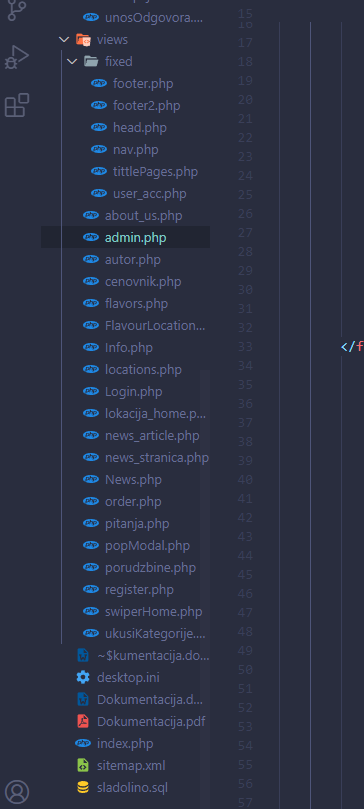 unosOdgovora....
views
fixed
footer.php
footer2.php
head.php
nav.php
tittlePages.php
user_acc.php
about_us.php
admin.php
autor.php
cenovnik.php
flavors.php
FlavourLocation...
Info.php
locations.php
Login.php
lokacija_home.p...
news_article.php
news_stranica.php
News.php
order.php
pitanja.php
popModal.php
porudzbine.php
register.php
swiperHome.php
ukusiKategorije....
~$kumentacija.do...
desktop.ini
Dokumentacija.d...
Dokumentacija.pdf
index.php
sitemap.xml
sladolino.sql
15
16
17
18
19
20
21
22
23
24
25
26
27
28
29
30
31
32
33 </f
34
35
36
37
38
39
40
41
42
43
44
45
46
47
48
49
50
51
52
53
54
55
56
57